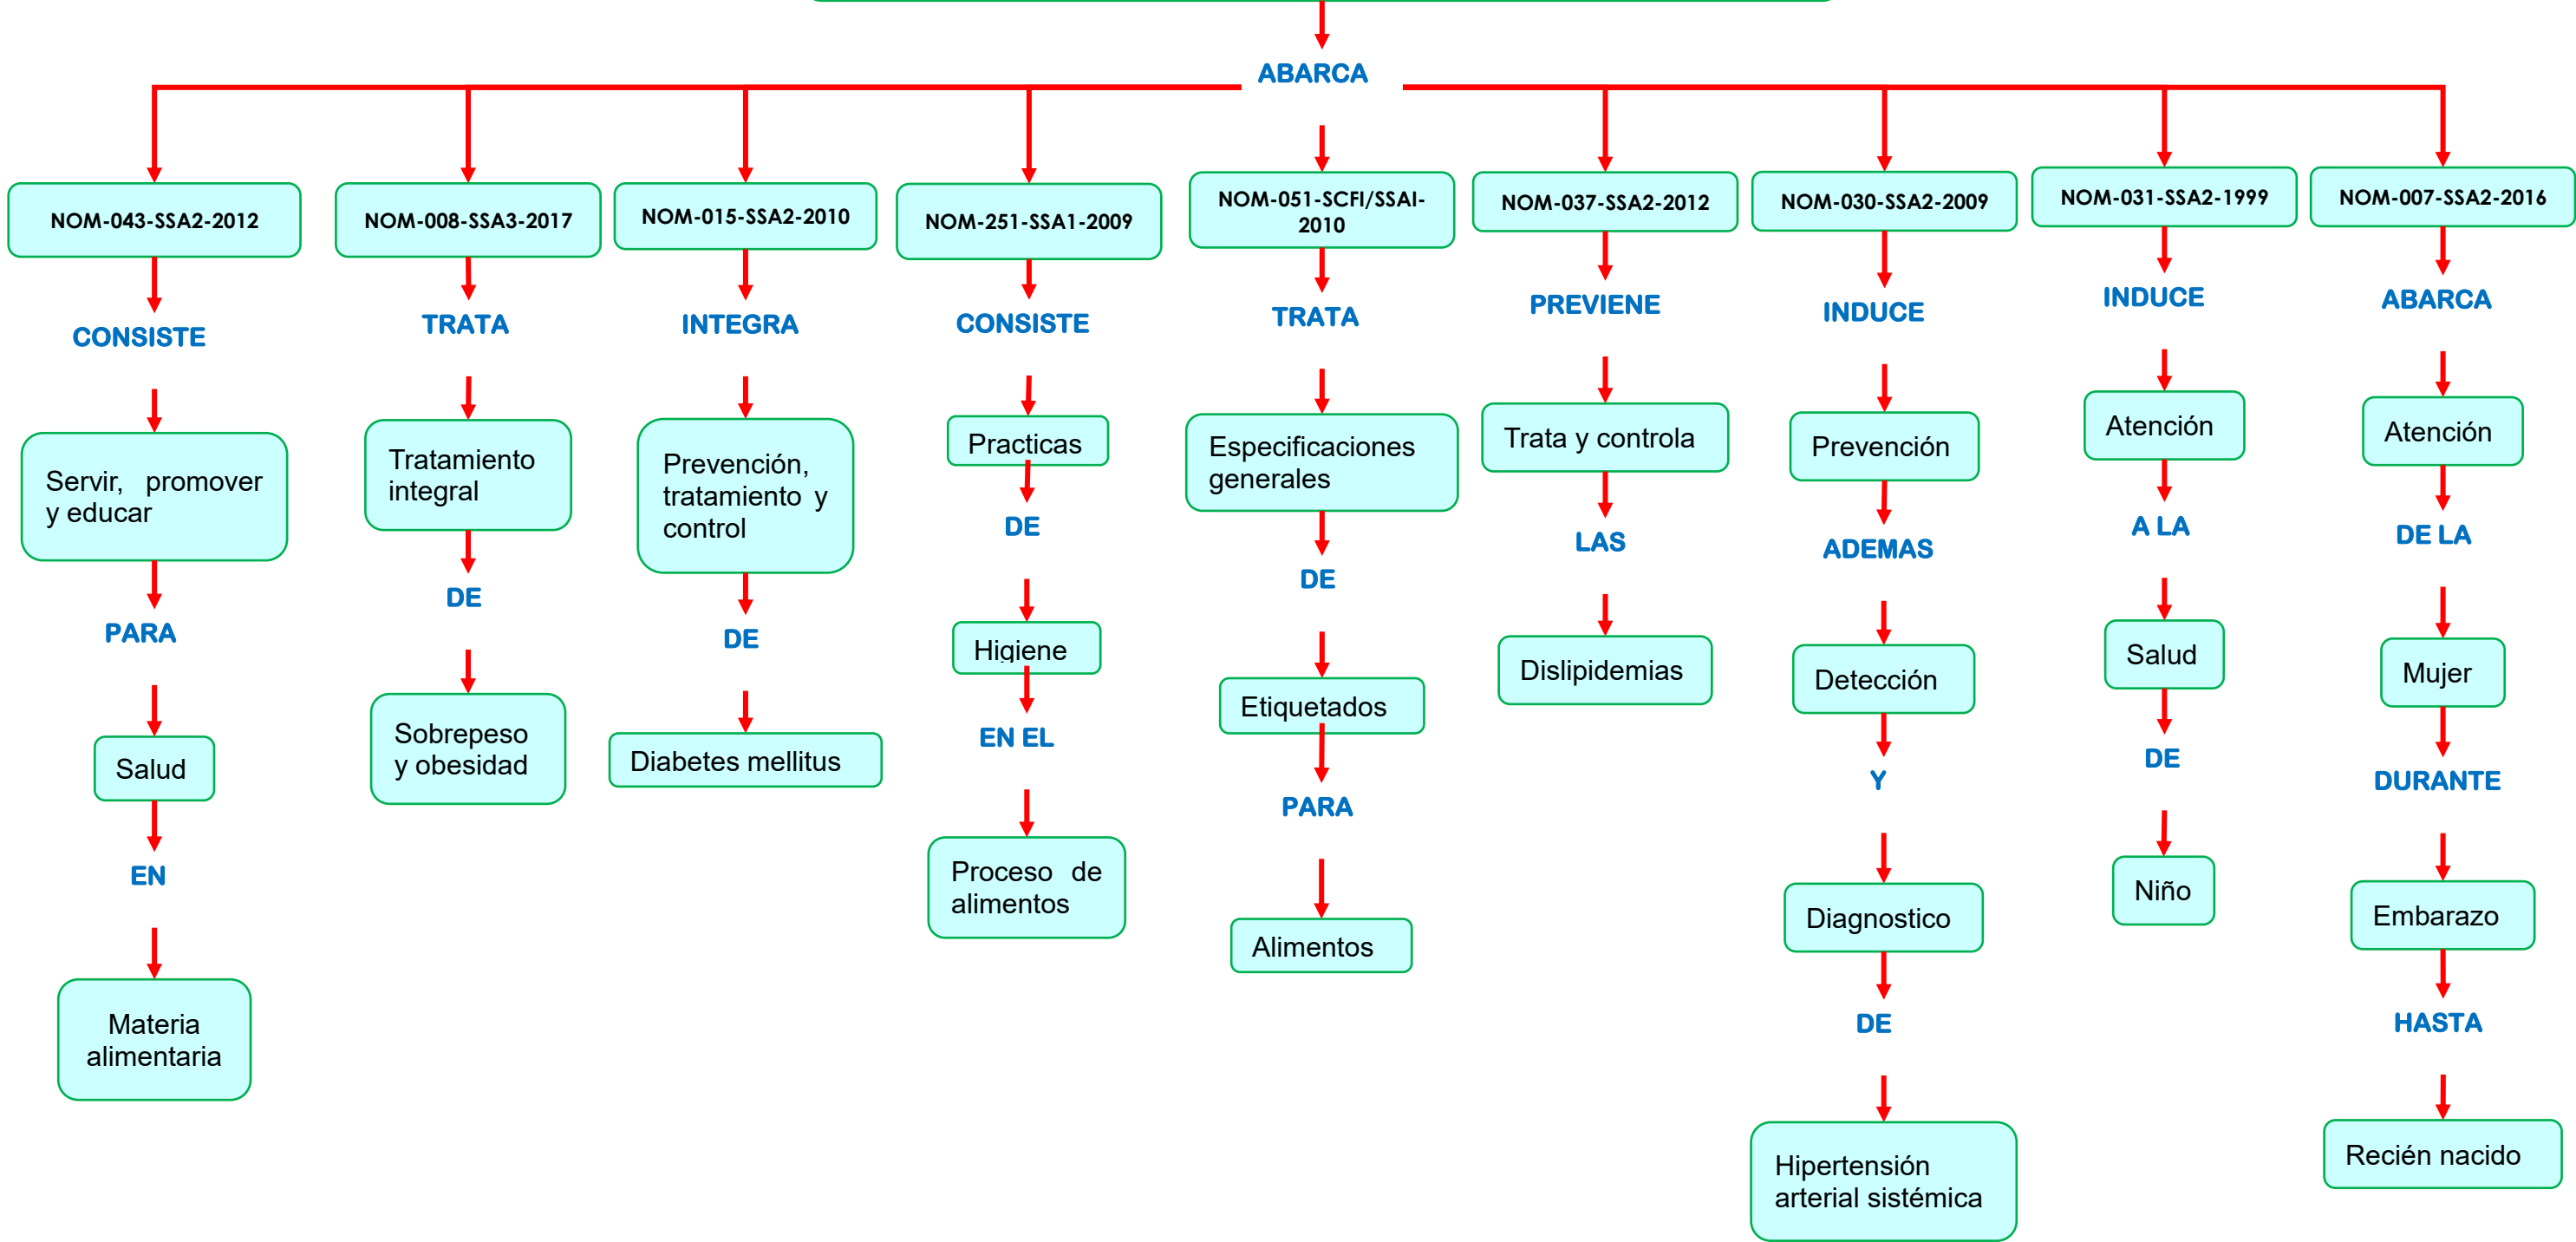 ABARCA
NOM-043-SSA2-2012
CONSISTE
Servir, promover
y educar
PARA
Salud
EN
Materia
alimentaria
NOM-008-SSA3-2017
TRATA
Tratamiento
integral
DE
Sobrepeso
y obesidad
NOM-015-SSA2-2010
INTEGRA
Prevención,
tratamiento y
control
DE
Diabetes mellitus
NOM-251-SSA1-2009
CONSISTE
Practicas
DE
Higiene
EN EL
Proceso de
alimentos
NOM-051-SCFI/SSAI-
2010
TRATA
Especificaciones
generales
DE
Etiquetados
PARA
Alimentos
NOM-037-SSA2-2012
PREVIENE
Trata y controla
LAS
Dislipidemias
NOM-030-SSA2-2009
INDUCE
Prevención
ADEMAS
Detección
Y
Diagnostico
DE
Hipertensión
arterial sistémica
NOM-031-SSA2-1999
INDUCE
Atención
A LA
Salud
DE
Niño
NOM-007-SSA2-2016
ABARCA
Atención
DE LA
Mujer
DURANTE
Embarazo
HASTA
Recién nacido